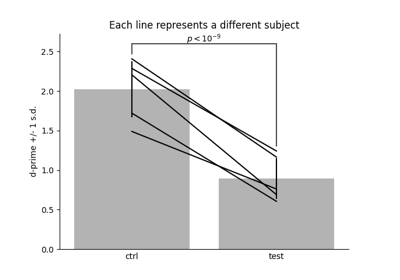 Each line represents a different subject
p < 10⁻⁹
2.5
2.0
1.5
1.0
0.5
0.0
d-prime +/- 1 s.d.
ctrl
test